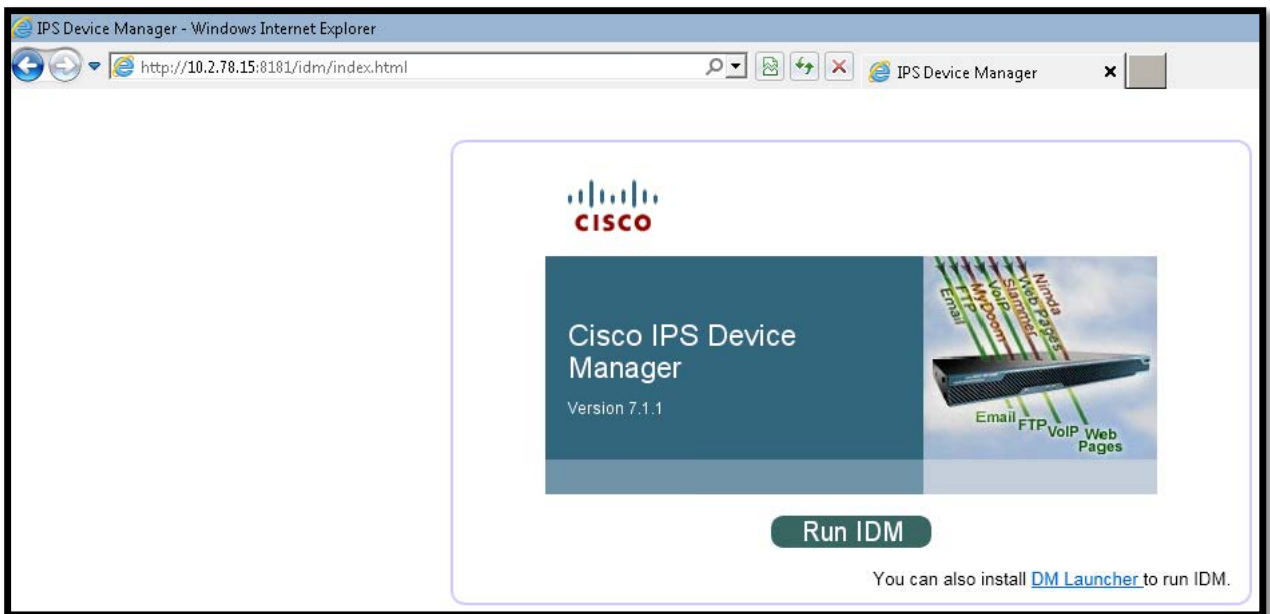 IPS Device Manager - Windows Internet Explorer
http://10.2.78.15:8181/idm/index.html
IPS Device Manager
CISCO
Cisco IPS Device
Manager
Version 7.1.1
Email
FTP
MyDoom
VoIP
Slammer
Web Pages
Nimda
Email
FTP
VoIP
Web
Pages
Run IDM
You can also install DM Launcher to run IDM.